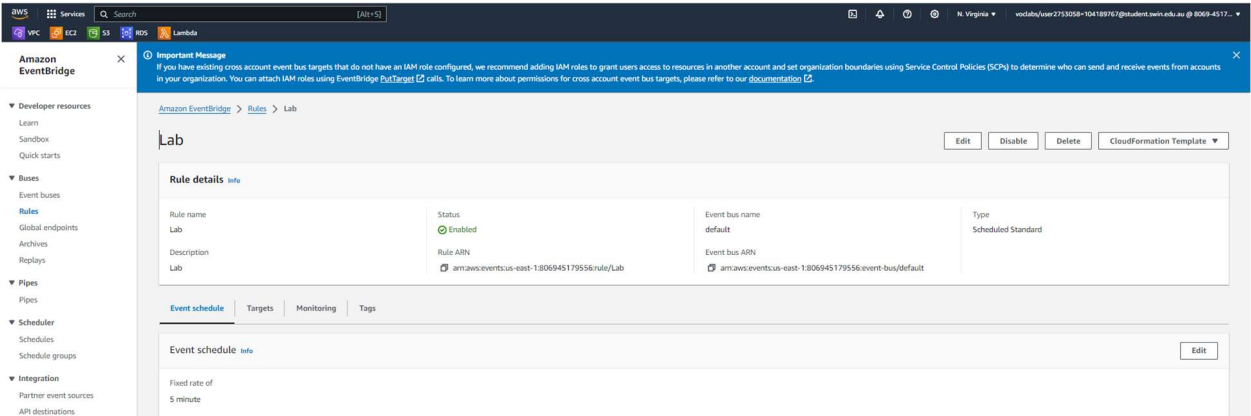 aws Services Search [Alt+S] N. Virginia ▼ voclabs/user2753058=104189767@student.swin.edu.au @ 8069-4517... ▼
VPC EC2 S3 RDS Lambda
Amazon EventBridge
Important Message
If you have existing cross account event bus targets that do not have an IAM role configured, we recommend adding IAM roles to grant users access to resources in another account and set organization boundaries using Service Control Policies (SCPs) to determine who can send and receive events from accounts
in your organization. You can attach IAM roles using EventBridge PutTarget calls. To learn more about permissions for cross account event bus targets, please refer to our documentation.
Developer resources
Learn
Sandbox
Quick starts
Buses
Event buses
Rules
Global endpoints
Archives
Replays
Pipes
Pipes
Scheduler
Schedules
Schedule groups
Integration
Partner event sources
API destinations
Amazon EventBridge > Rules > Lab
Lab
Edit Disable Delete CloudFormation Template ▼
Rule details Info
Rule name Status Event bus name Type
Lab Enabled default Scheduled Standard
Description Rule ARN Event bus ARN
Lab arn:aws:events:us-east-1:806945179556:rule/Lab arn:aws:events:us-east-1:806945179556:event-bus/default
Event schedule Targets Monitoring Tags
Event schedule Info Edit
Fixed rate of
5 minute